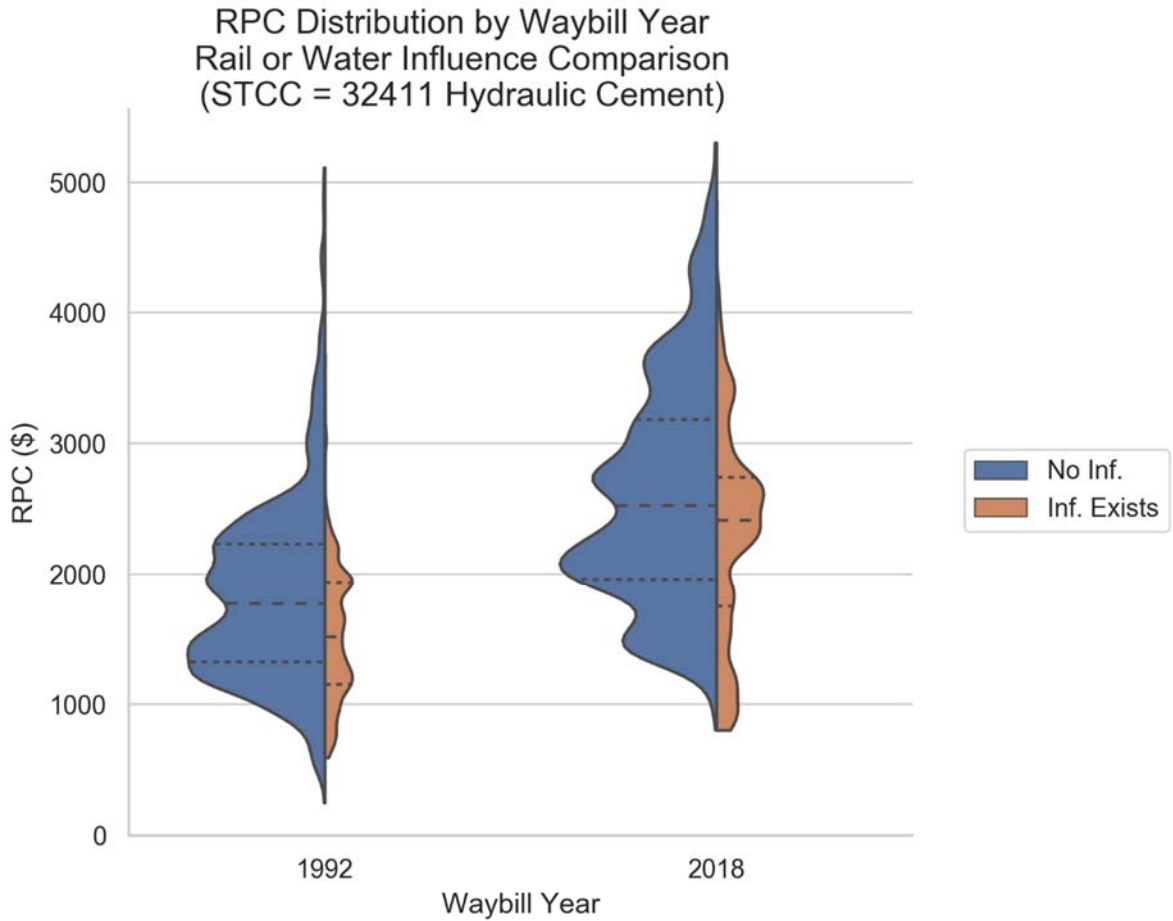 RPC Distribution by Waybill Year
Rail or Water Influence Comparison
(STCC = 32411 Hydraulic Cement)
5000
4000
3000
2000
1000
0
RPC ($)
1992
2018
Waybill Year
No Inf.
Inf. Exists